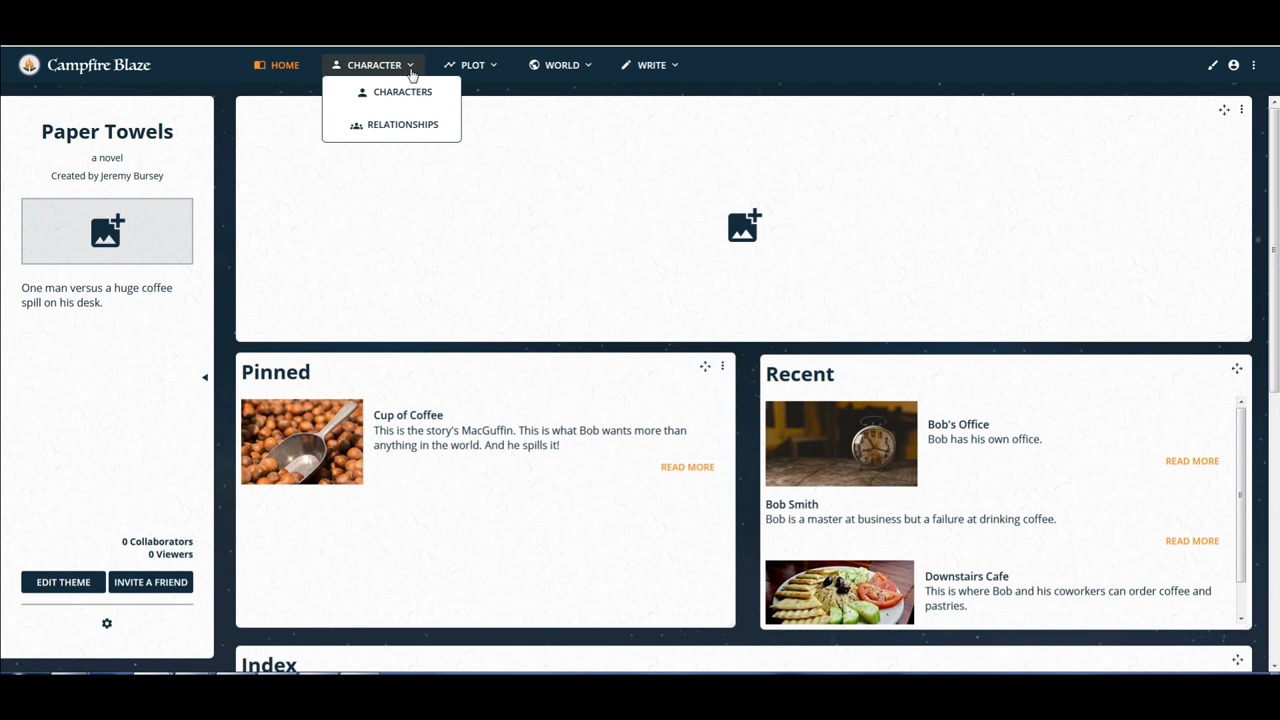 Campfire Blaze
HOME
CHARACTER
PLOT
WORLD
WRITE
CHARACTERS
RELATIONSHIPS
Paper Towels
a novel
Created by Jeremy Bursey
One man versus a huge coffee
spill on his desk.
0 Collaborators
0 Viewers
EDIT THEME
INVITE A FRIEND
Pinned
Cup of Coffee
This is the story's MacGuffin. This is what Bob wants more than
anything in the world. And he spills it!
READ MORE
Recent
Bob's Office
Bob has his own office.
READ MORE
Bob Smith
Bob is a master at business but a failure at drinking coffee.
READ MORE
Downstairs Cafe
This is where Bob and his coworkers can order coffee and
pastries.
Index